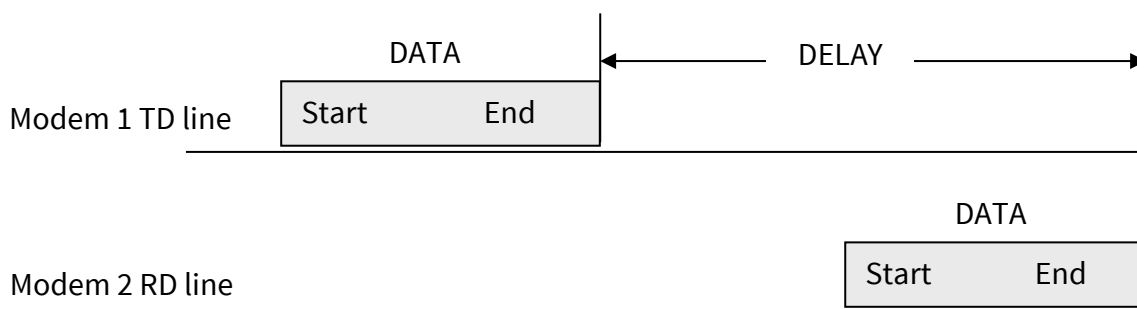 DATA
DELAY
Modem 1 TD line
Start
End
DATA
Modem 2 RD line
Start
End